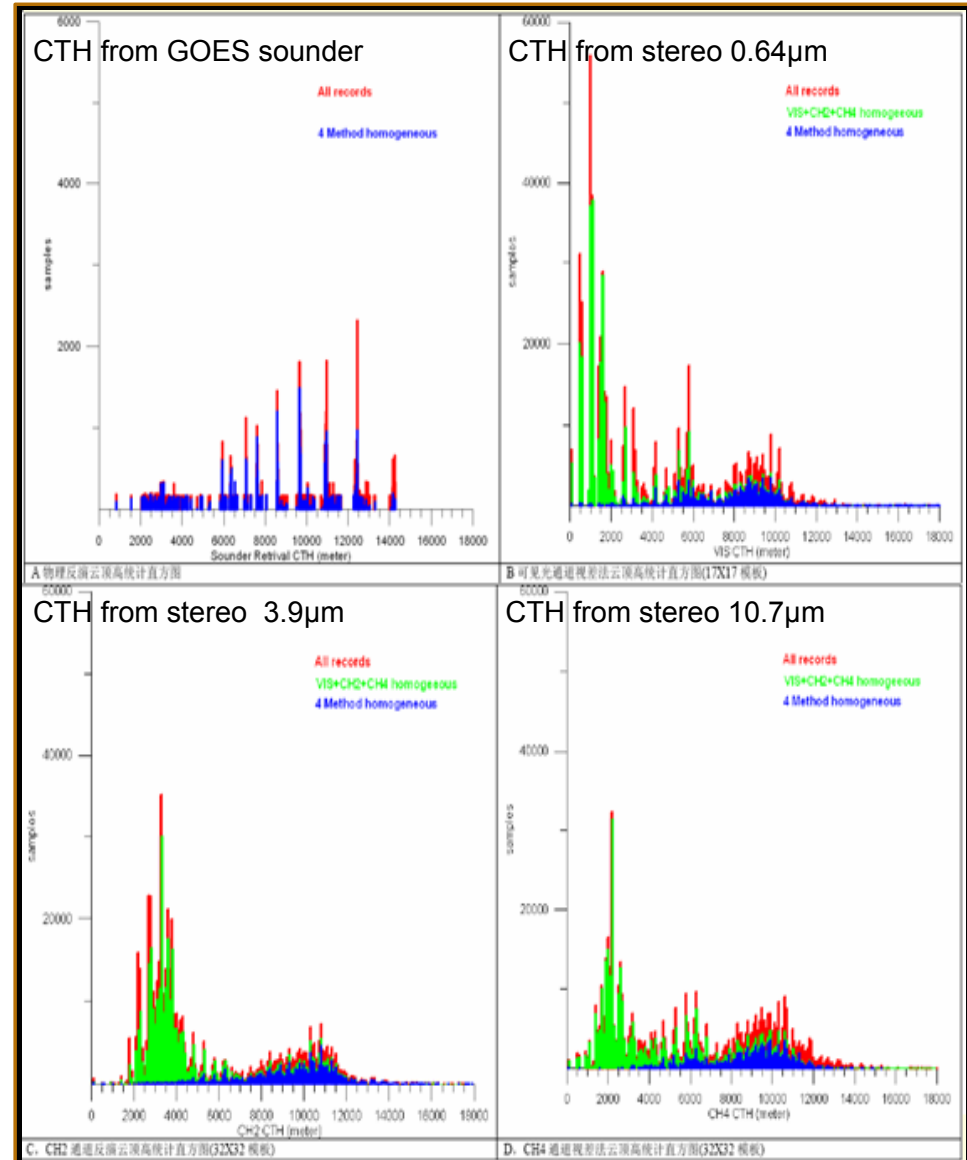 CTH from GOES sounder
6000
All records
4 Method homogeneous
4000
samples
2000
0 2000 4000 6000 8000 10000 12000 14000 16000 18000
Sounder Retrival CTH (meter)
A 物理反演云顶高统计直方图
CTH from stereo 0.64µm
60000
All records
VIS+CH2+CH4 homogeeous
4 Method homogeneous
40000
samples
20000
0 2000 4000 6000 8000 10000 12000 14000 16000 18000
VIS CTH (meter)
B 可见光通道视差法云顶高统计直方图(17X17 模板)
CTH from stereo 3.9µm
60000
All records
VIS+CH2+CH4 homogeeous
4 Method homogeneous
40000
samples
20000
0 2000 4000 6000 8000 10000 12000 14000 16000 18000
CH2 CTH (meter)
C. CH2 通道反演云顶高统计直方图(32X32 模板)
CTH from stereo 10.7µm
60000
All records
VIS+CH2+CH4 homogeeous
4 Method homogeneous
40000
samples
20000
0 2000 4000 6000 8000 10000 12000 14000 16000 18000
CH4 CTH (meter)
D. CH4 通道视差法云顶高统计直方图(32X32 模板)